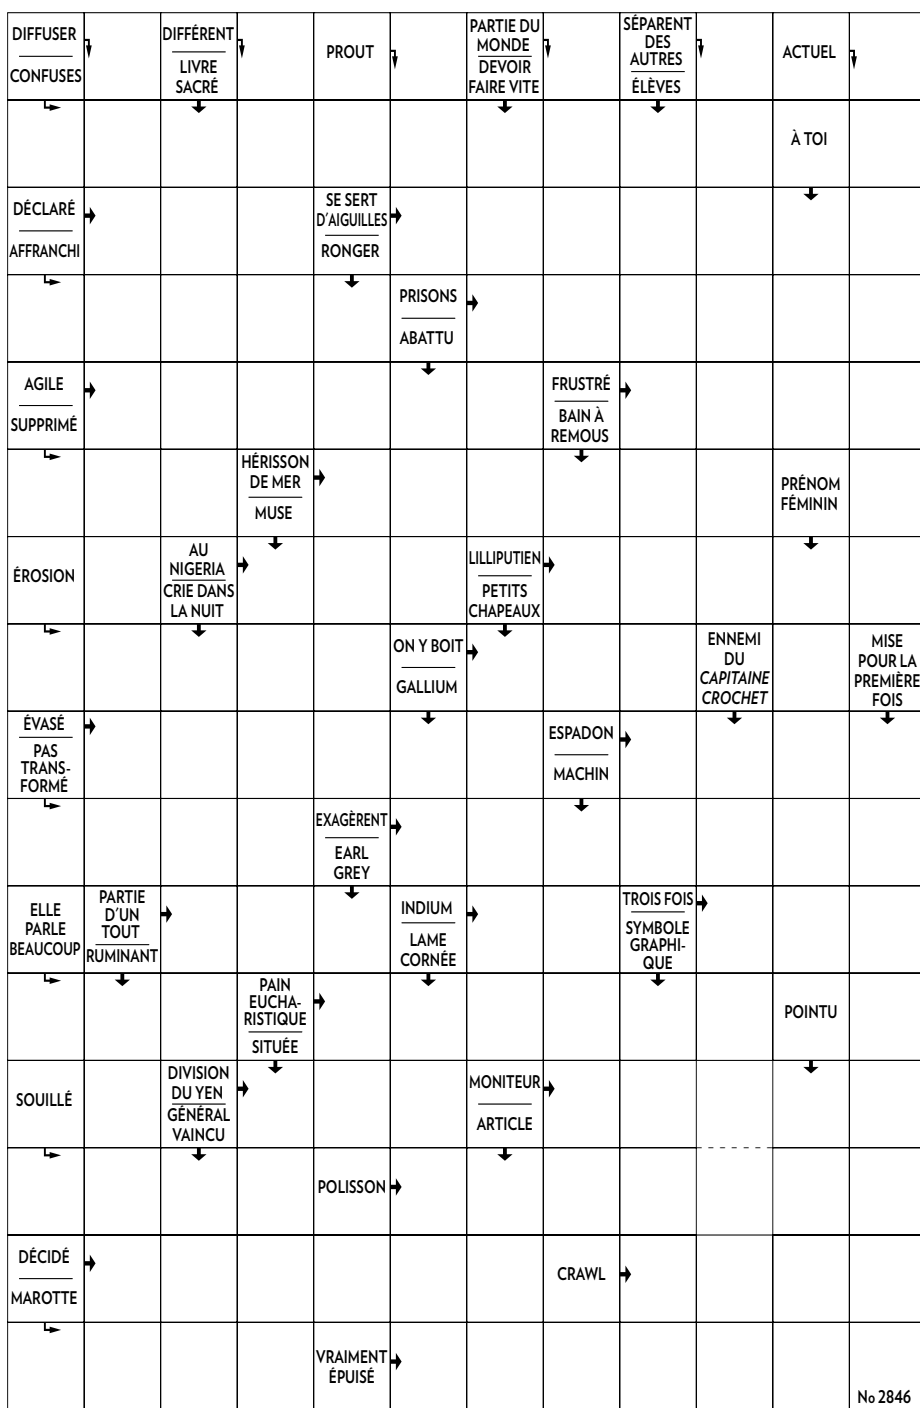 DIFFUSER
CONFUSES
DIFFÉRENT
LIVRE
SACRÉ
PROUT
PARTIE DU
MONDE
DEVOIR
FAIRE VITE
SÉPARENT
DES
AUTRES
ÉLÈVES
ACTUEL
À TOI
DÉCLARÉ
AFFRANCHI
SE SERT
D'AIGUILLES
RONGER
PRISONS
ABATTU
AGILE
SUPPRIMÉ
FRUSTRÉ
BAIN À
REMOUS
HÉRISSON
DE MER
MUSE
PRÉNOM
FÉMININ
ÉROSION
AU
NIGERIA
CRIE DANS
LA NUIT
LILLIPUTIEN
PETITS
CHAPEAUX
ON Y BOIT
GALLIUM
ENNEMI
DU
CAPITAINE
CROCHET
MISE
POUR LA
PREMIÈRE
FOIS
ÉVASÉ
PAS
TRANS-
FORMÉ
ESPADON
MACHIN
EXAGÈRENT
EARL
GREY
ELLE
PARLE
BEAUCOUP
PARTIE
D'UN
TOUT
RUMINANT
INDIUM
LAME
CORNÉE
TROIS FOIS
SYMBOLE
GRAPHI-
QUE
PAIN
EUCHA-
RISTIQUE
SITUÉE
POINTU
SOUILLÉ
DIVISION
DU YEN
GÉNÉRAL
VAINCU
MONITEUR
ARTICLE
POLISSON
DÉCIDÉ
MAROTTE
CRAWL
VRAIMENT
ÉPUISÉ
No 2846